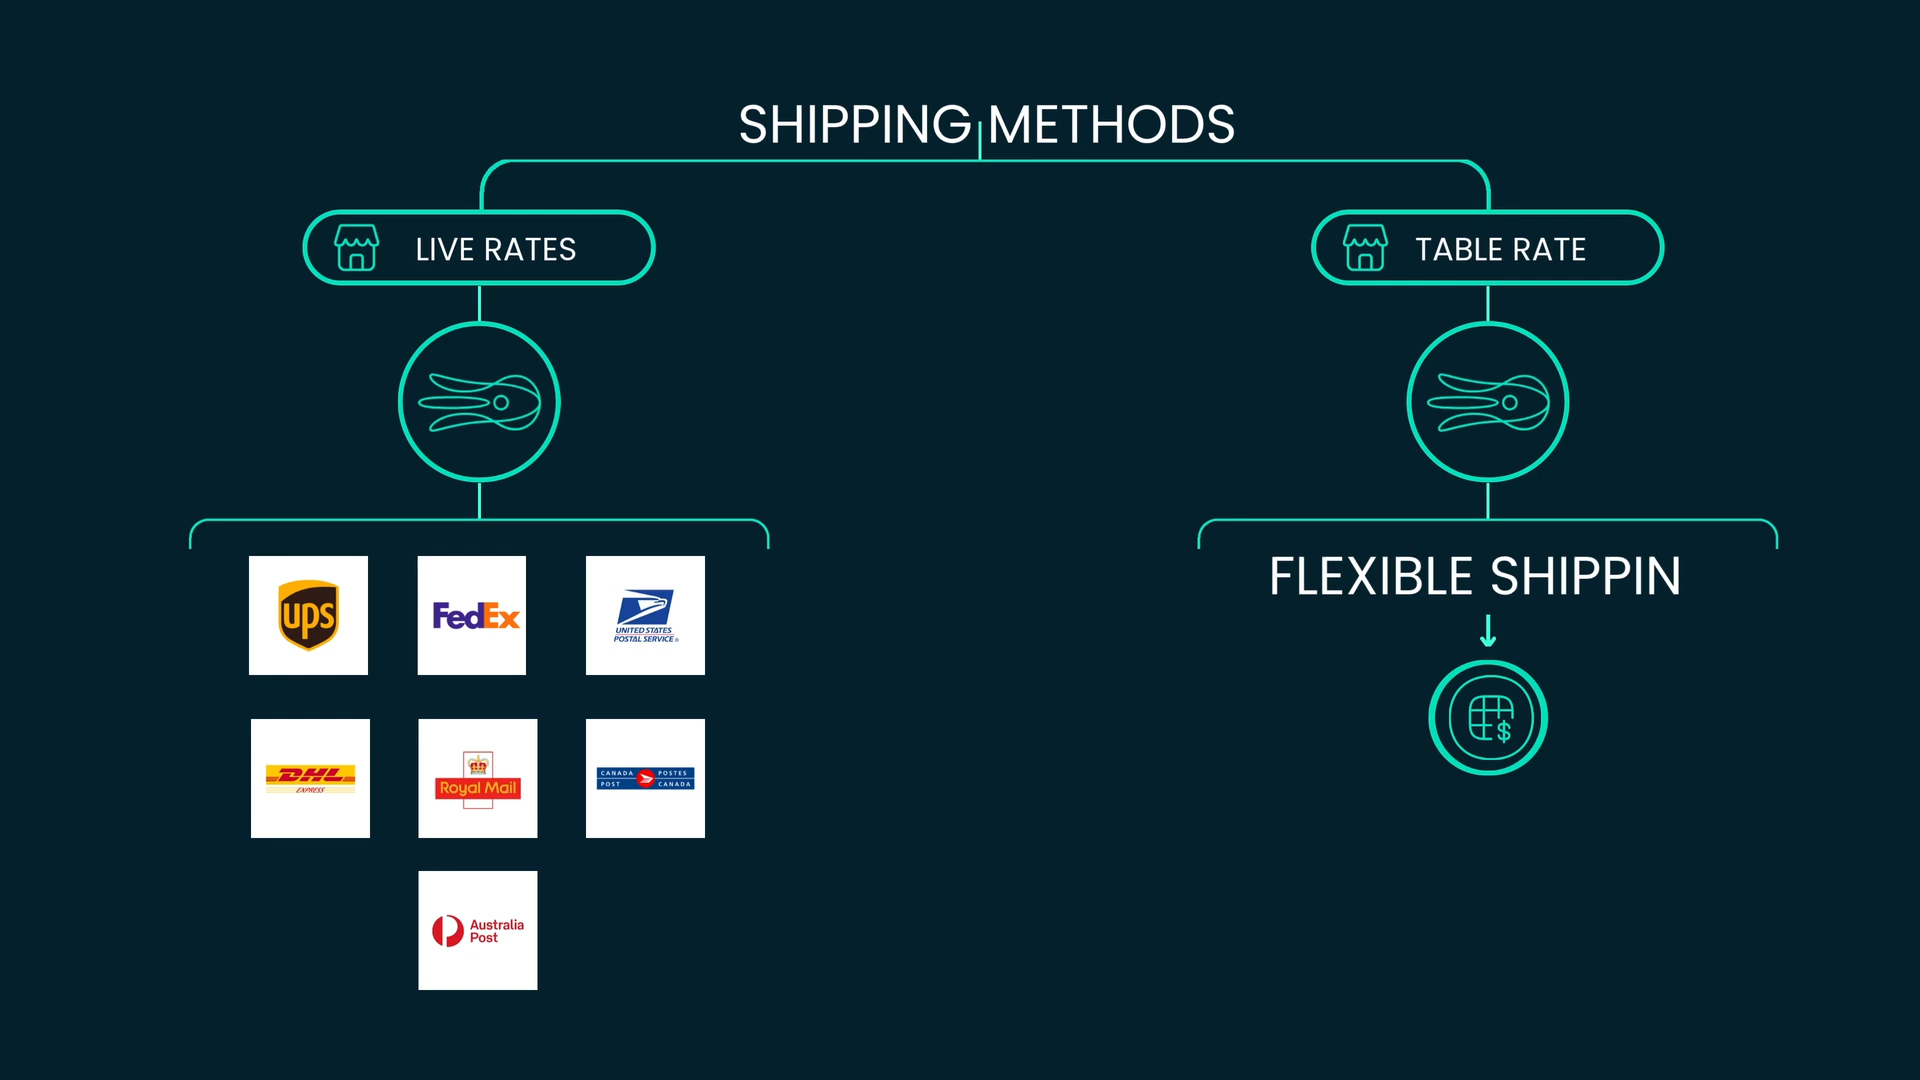 SHIPPING METHODS
LIVE RATES
TABLE RATE
FLEXIBLE SHIPPIN
ups
FedEx
UNITED STATES
POSTAL SERVICE®
$
DHL
EXPRESS
Royal Mail
CANADA POSTES
POST CANADA
Australia
Post